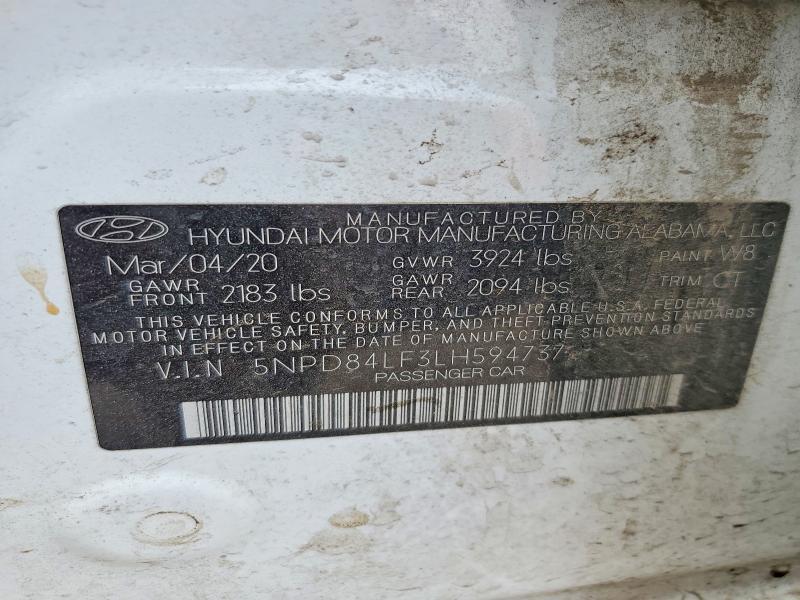 MANUFACTURED BY
HYUNDAI MOTOR MANUFACTURING ALABAMA, LLC
Mar/04/20 GVWR 3924 lbs PAINT W8
GAWR FRONT 2183 lbs GAWR REAR 2094 lbs TRIM CT
THIS VEHICLE CONFORMS TO ALL APPLICABLE U.S.A. FEDERAL
MOTOR VEHICLE SAFETY, BUMPER, AND THEFT PREVENTION STANDARDS
IN EFFECT ON THE DATE OF MANUFACTURE SHOWN ABOVE.
V.I.N 5NPD84LF3LH594737
PASSENGER CAR